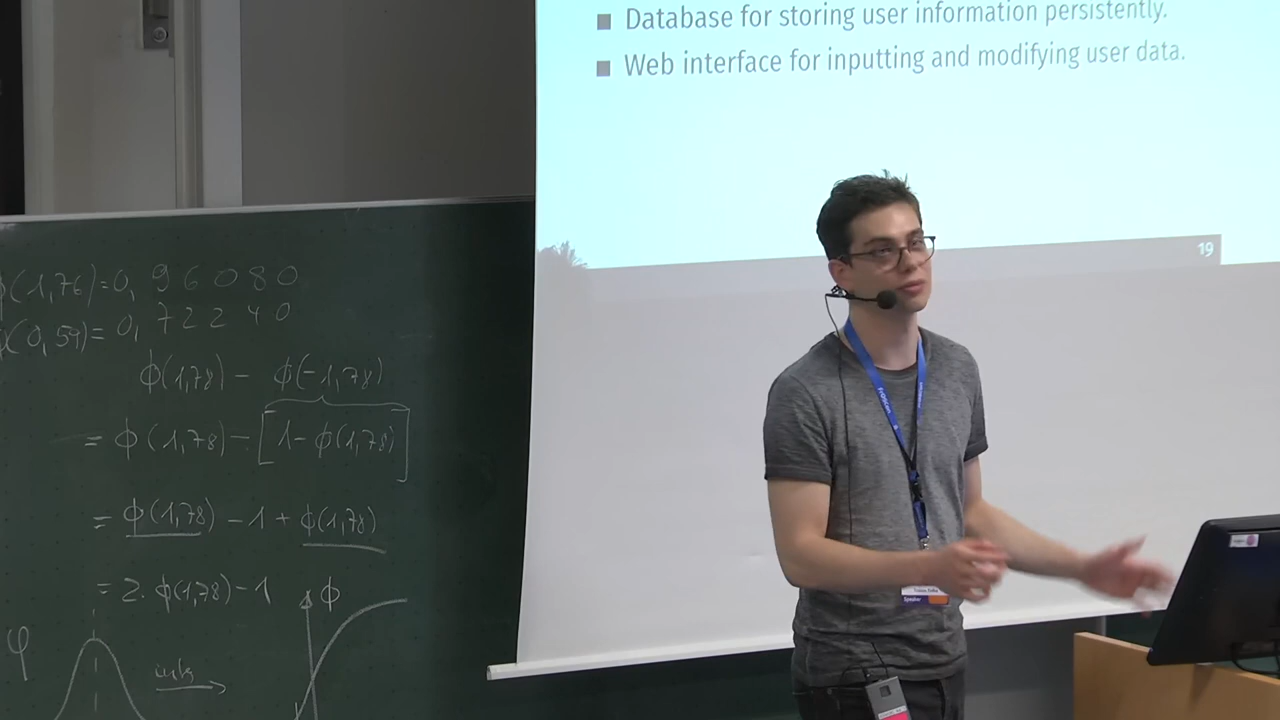 ϕ(1,76)=0, 96080
(0,59)=0, 72240
ϕ(1,78) - ϕ(-1,78)
= ϕ(1,78) - [1 - ϕ(1,78)]
= ϕ(1,78) - 1 + ϕ(1,78)
= 2. ϕ(1,78) - 1
ϕ
φ
■ Database for storing user information persistently.
■ Web interface for inputting and modifying user data.
19
FrOSCon
Speaker